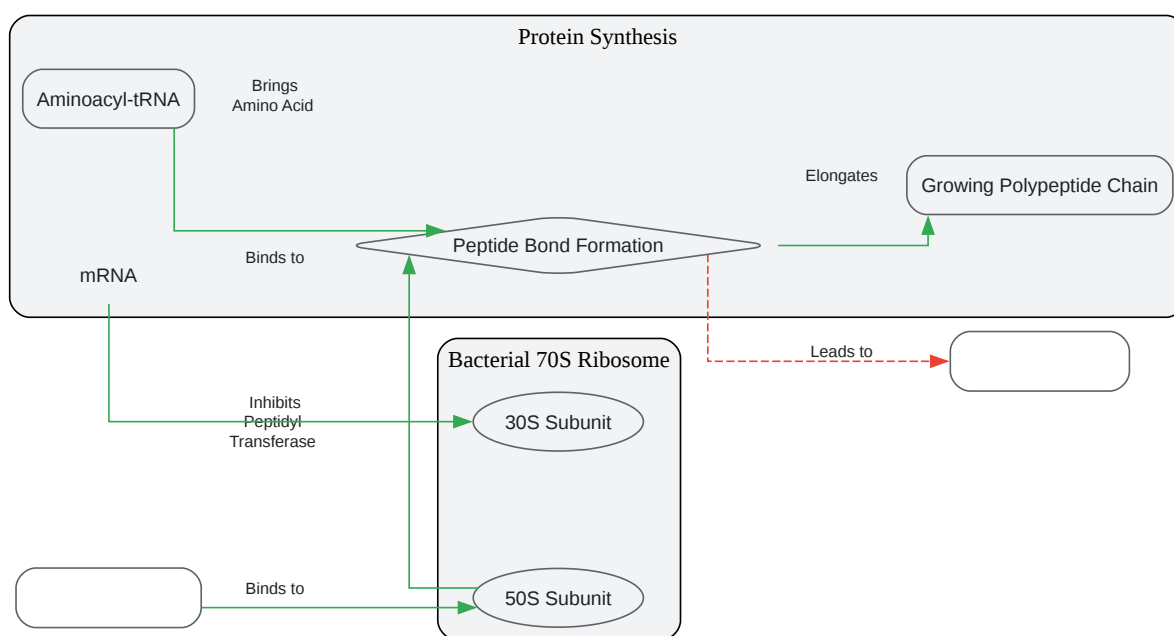 Protein Synthesis
Brings
Amino Acid
Aminoacyl-tRNA
Elongates
Growing Polypeptide Chain
Peptide Bond Formation
Binds to
mRNA
Bacterial 70S Ribosome
Leads to
Inhibits
Peptidyl
Transferase
30S Subunit
Binds to
50S Subunit